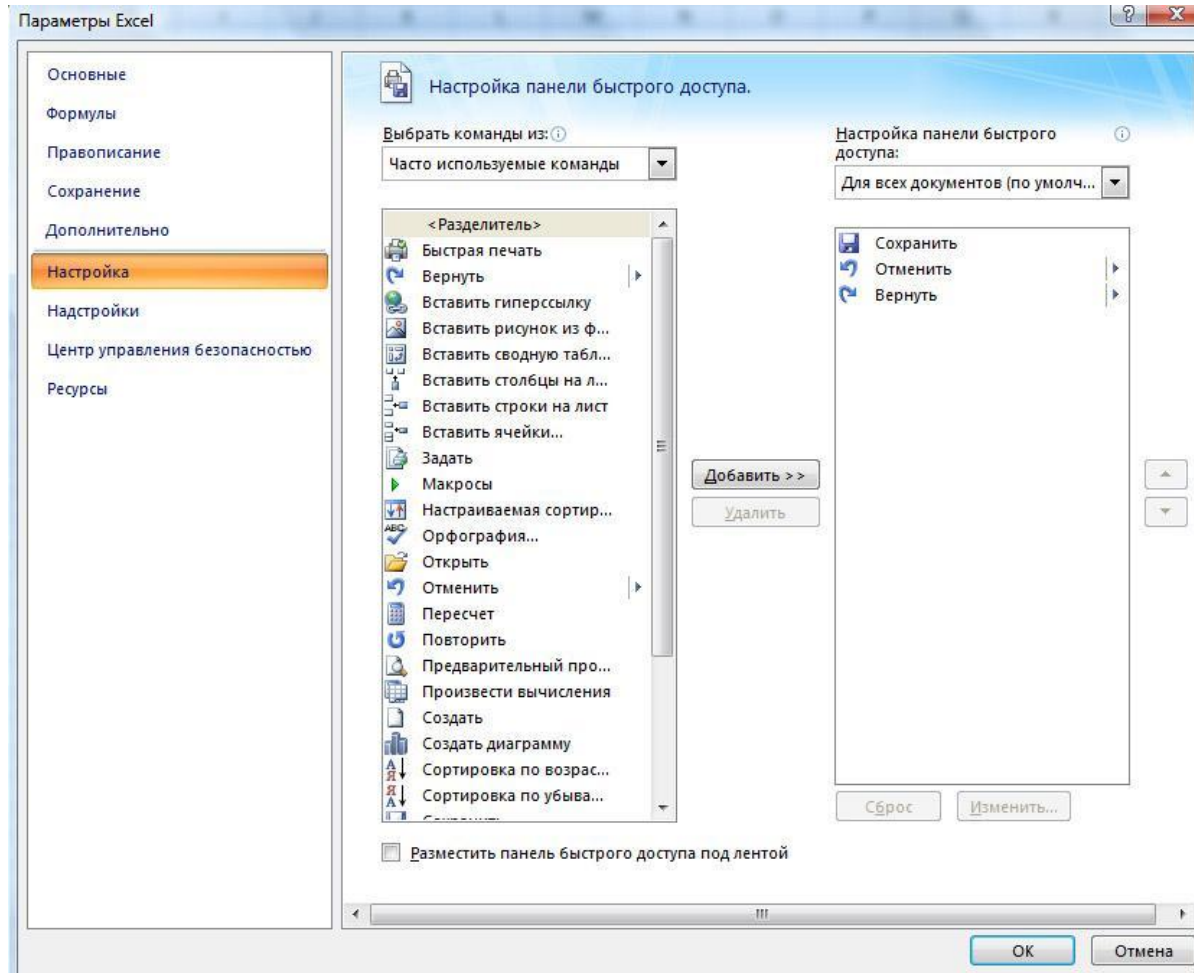 Параметры Excel
Основные
Формулы
Правописание
Сохранение
Дополнительно
Настройка
Надстройки
Центр управления безопасностью
Ресурсы
Настройка панели быстрого доступа.
Выбрать команды из:
Часто используемые команды
<Разделитель>
Быстрая печать
Вернуть
Вставить гиперссылку
Вставить рисунок из ф...
Вставить сводную табл...
Вставить столбцы на л...
Вставить строки на лист
Вставить ячейки...
Задать
Макросы
Настраиваемая сортир...
Орфография...
Открыть
Отменить
Пересчет
Повторить
Предварительный про...
Произвести вычисления
Создать
Создать диаграмму
Сортировка по возрас...
Сортировка по убыва...
Разместить панель быстрого доступа под лентой
Добавить >>
Удалить
Настройка панели быстрого
доступа:
Для всех документов (по умолч...
Сохранить
Отменить
Вернуть
Сброс
Изменить...
ОК
Отмена